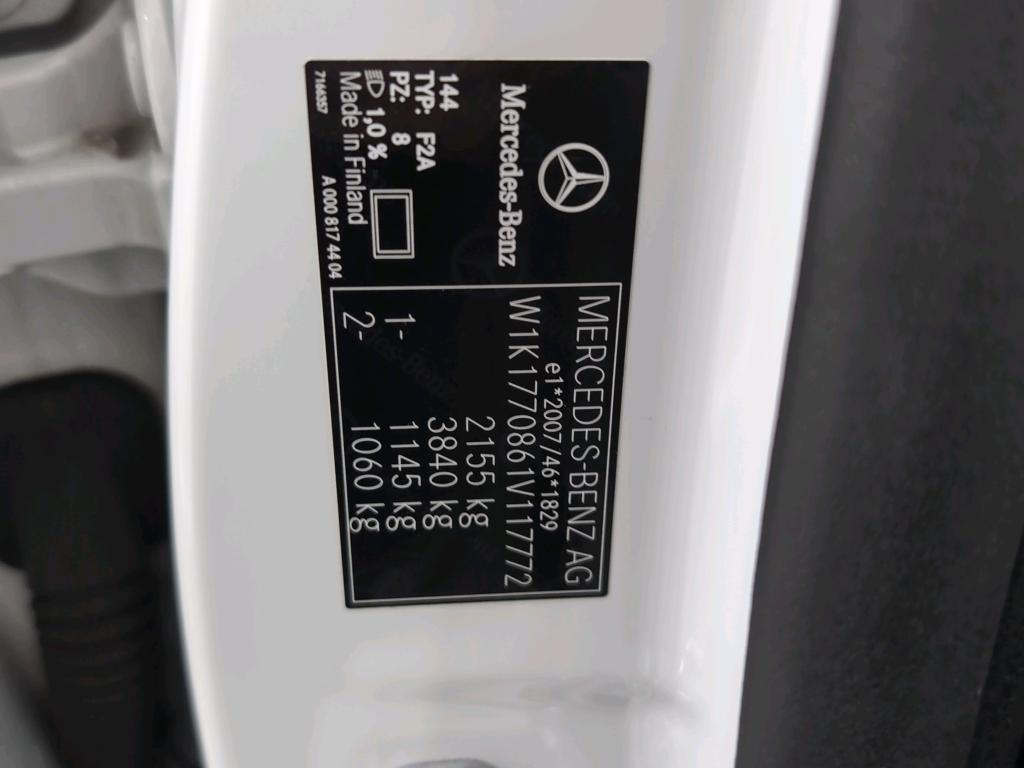 Mercedes-Benz
144
TYP: F2A
PZ: 8
1,0 %
Made in Finland
7166357
A 000 817 44 04
MERCEDES-BENZ AG
e1*2007/46*1829
W1K1770861V117772
2155 kg
3840 kg
1- 1145 kg
2- 1060 kg